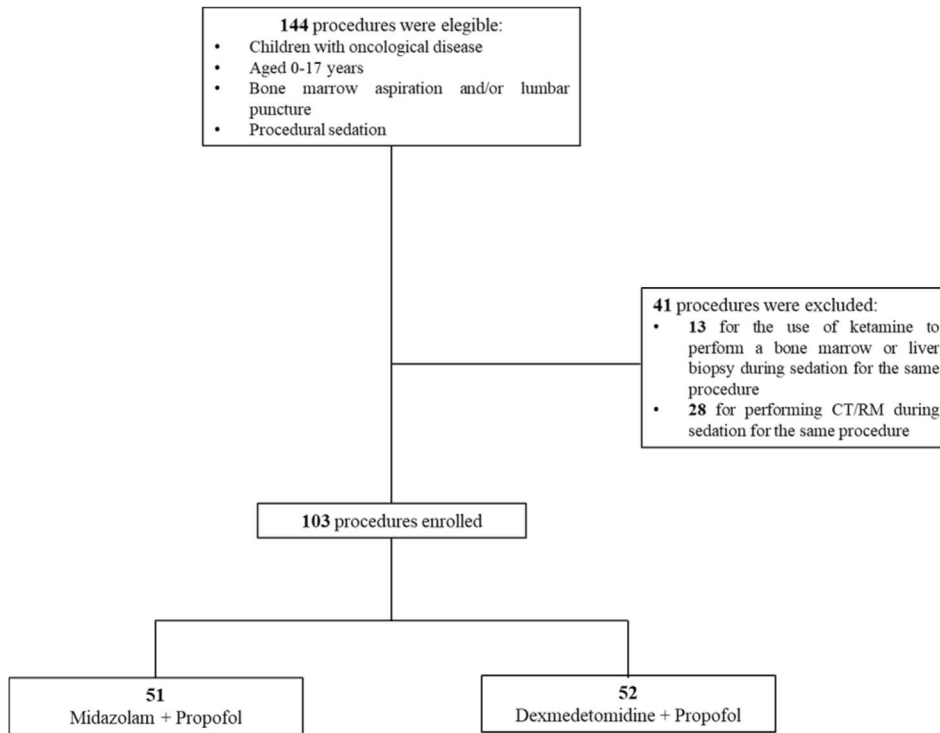 144 procedures were elegible:
• Children with oncological disease
• Aged 0-17 years
• Bone marrow aspiration and/or lumbar
puncture
• Procedural sedation
41 procedures were excluded:
• 13 for the use of ketamine to
perform a bone marrow or liver
biopsy during sedation for the same
procedure
• 28 for performing CT/RM during
sedation for the same procedure
103 procedures enrolled
51
Midazolam + Propofol
52
Dexmedetomidine + Propofol